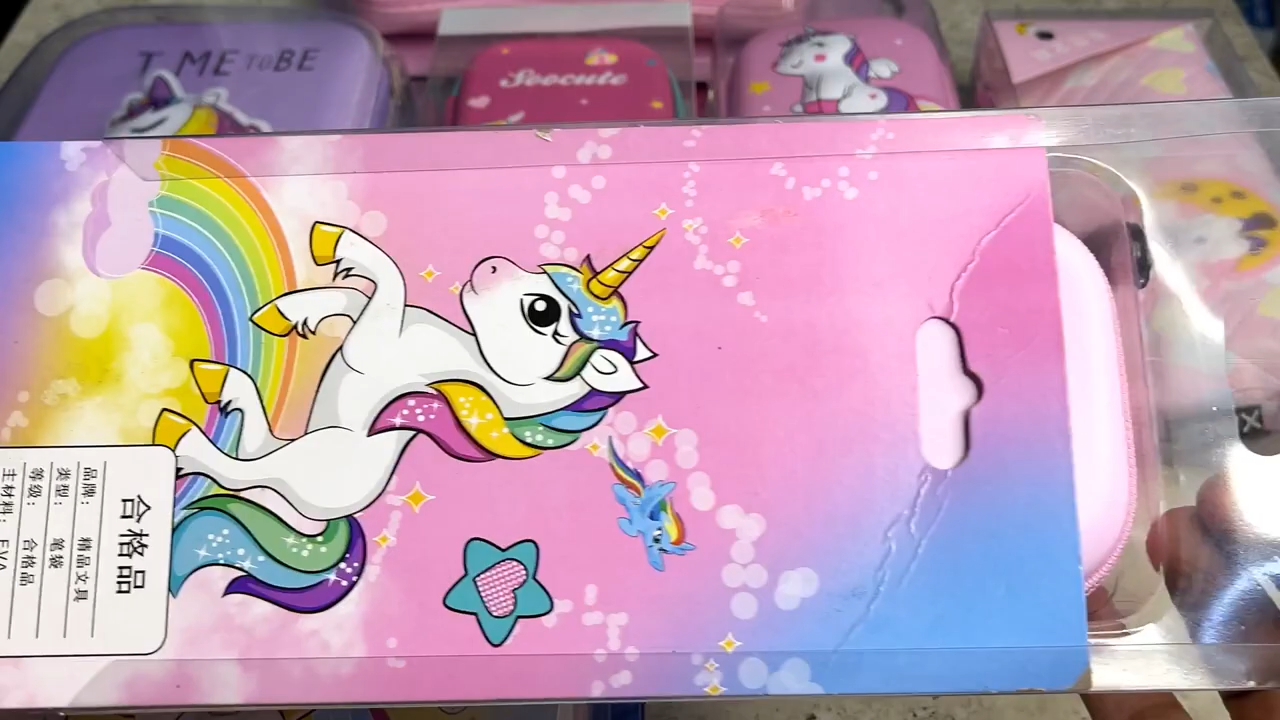 T ME TO BE
Soocute
合格品
品牌： 精品文具
类型： 笔袋
等级： 合格品
主材料： EVA